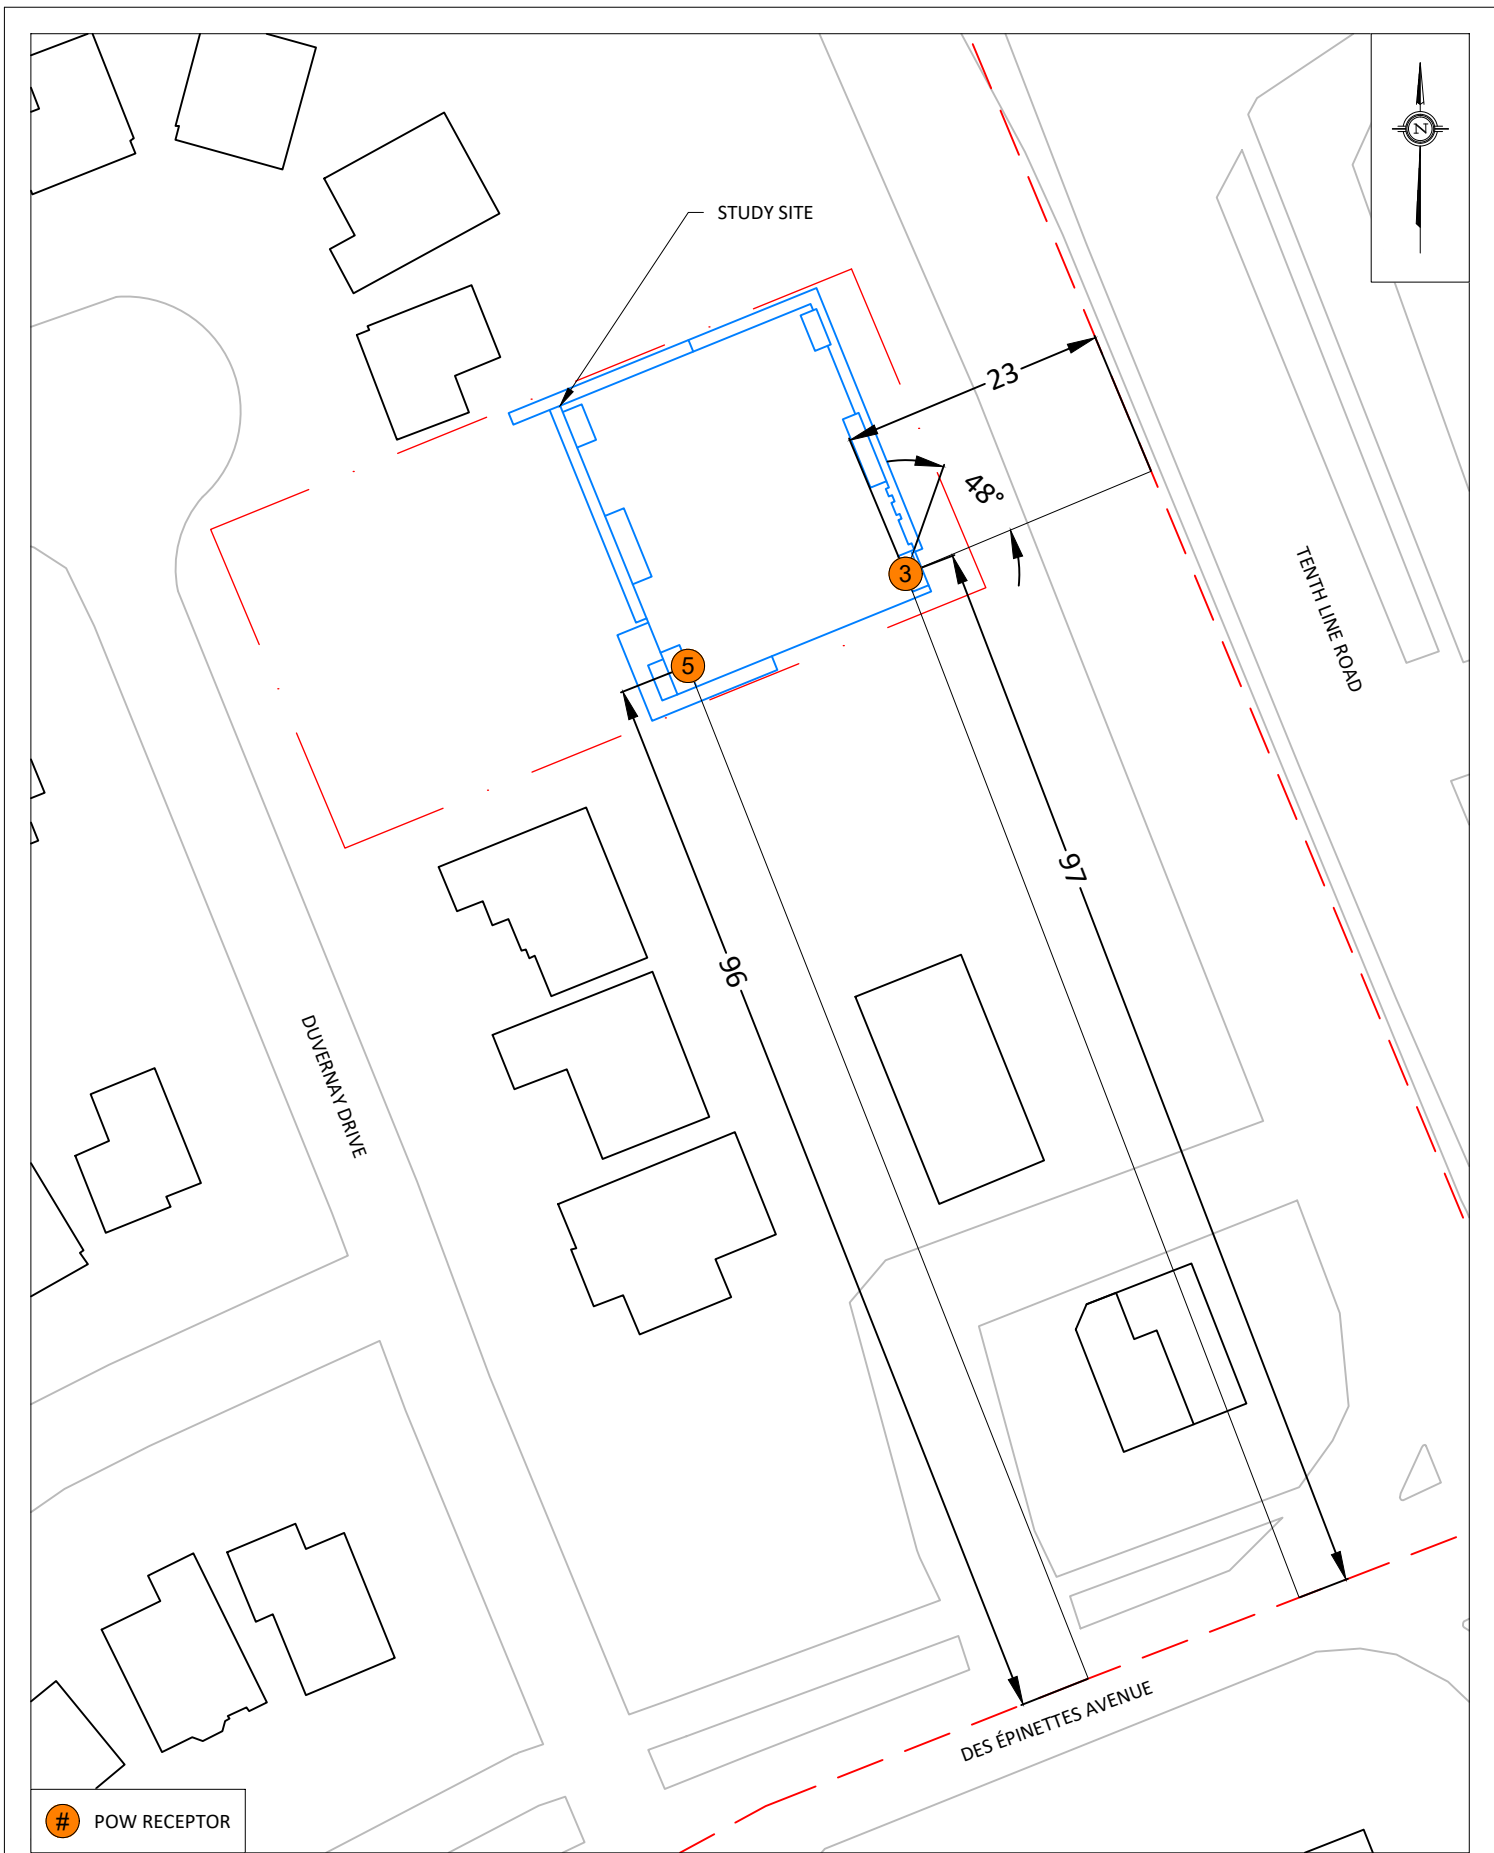 N
STUDY SITE
23
48°
3
5
TENTH LINE ROAD
97
96
DUVERNAY DRIVE
DES ÉPINETTES AVENUE
# POW RECEPTOR